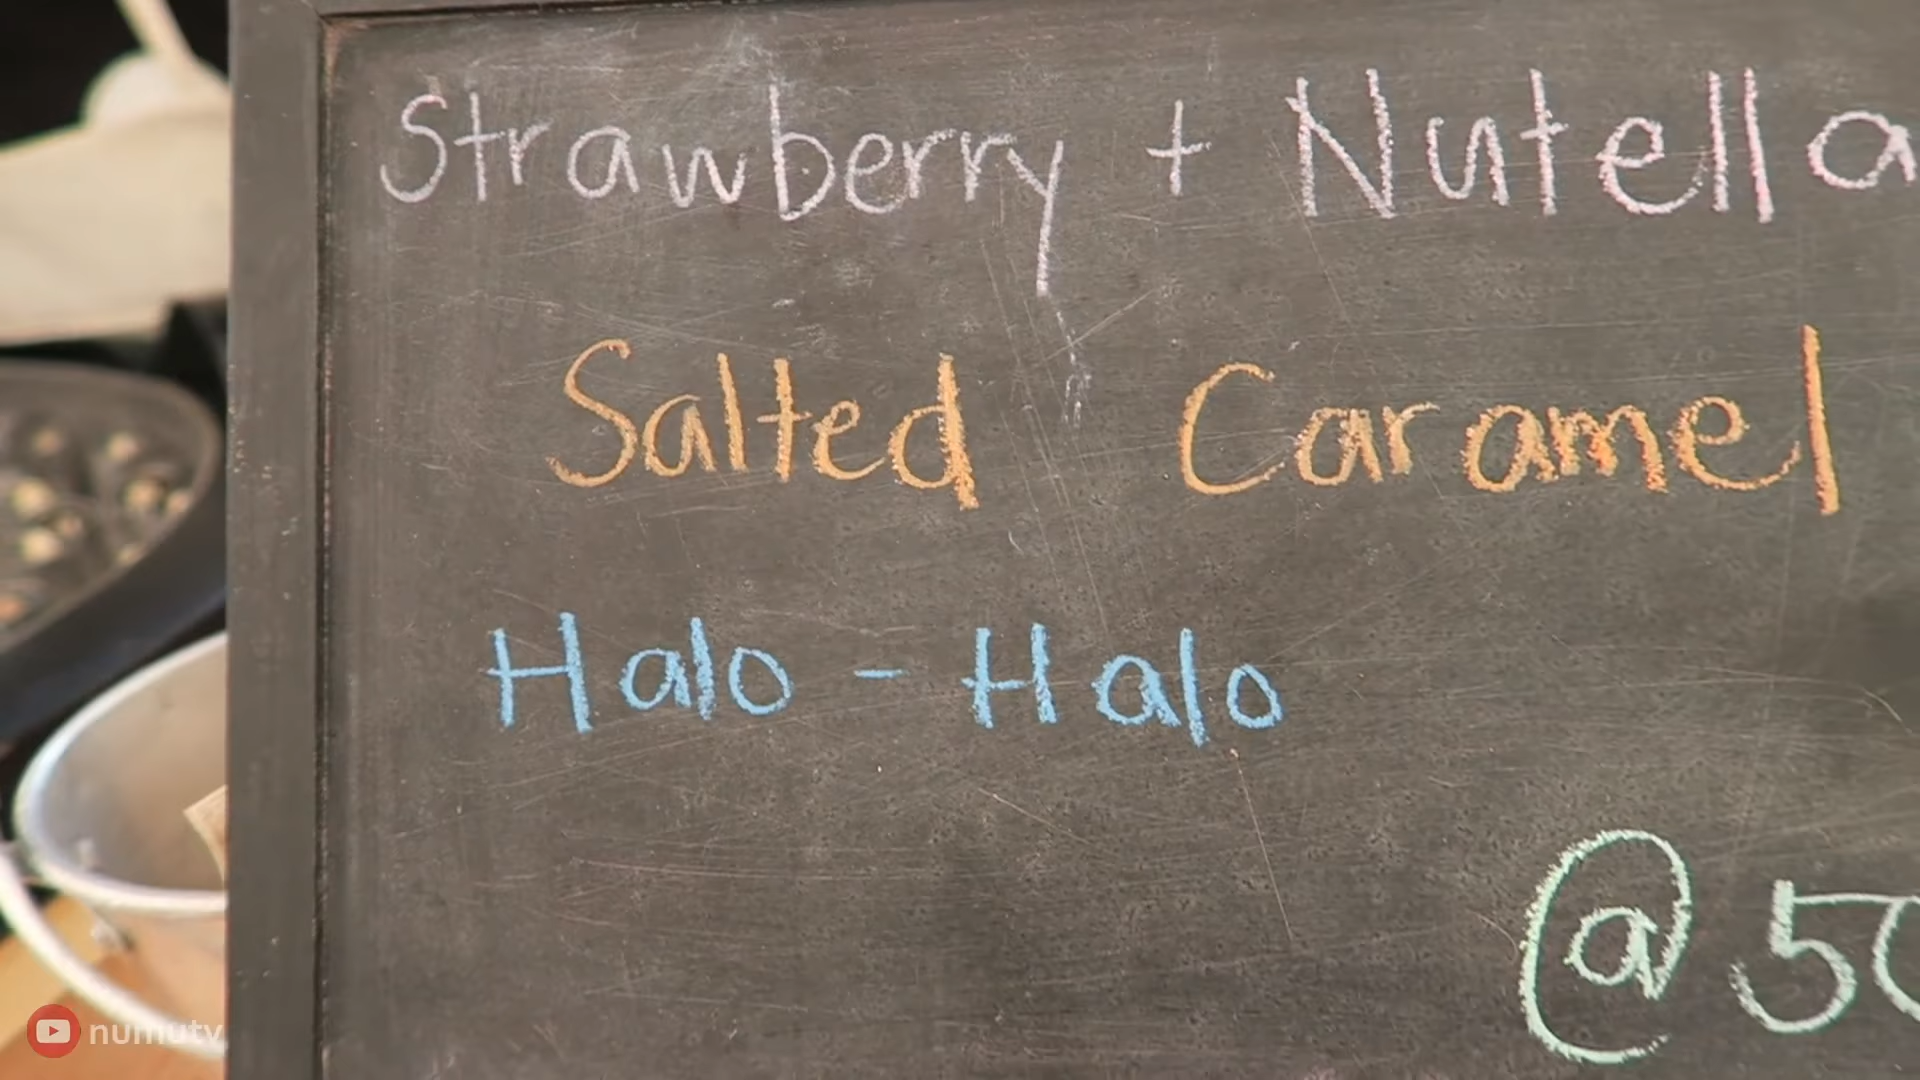 Strawberry + Nutella
Salted Caramel
Halo - Halo
@ 50
numutv